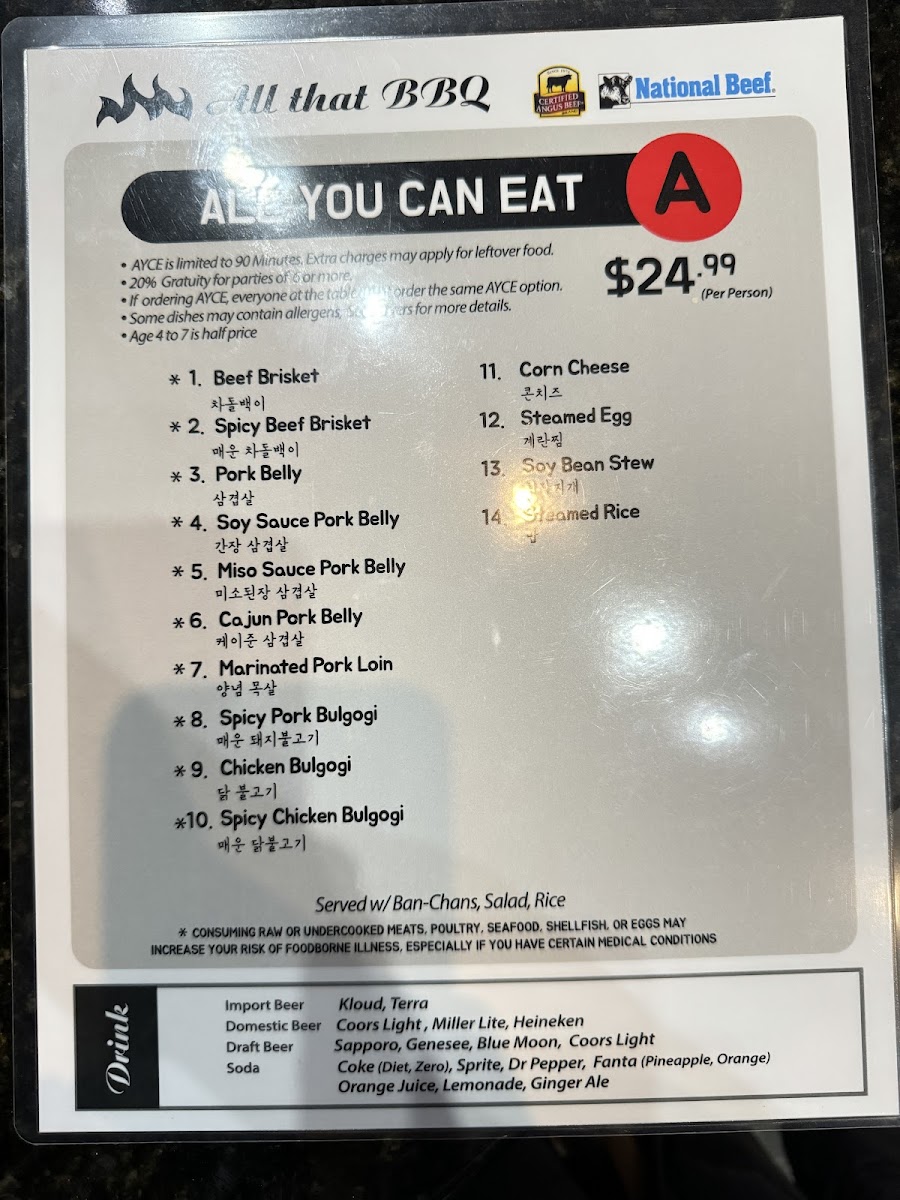 All that BBQ
CERTIFIED
ANGUS BEEF
National Beef
ALL YOU CAN EAT
A
• AYCE is limited to 90 Minutes, Extra charges may apply for leftover food.
• 20% Gratuity for parties of 6 or more.
• If ordering AYCE, everyone at the table order the same AYCE option.
• Some dishes may contain allergens, for more details.
• Age 4 to 7 is half price
$24.99
(Per Person)
* 1. Beef Brisket
차돌백이
* 2. Spicy Beef Brisket
매운 차돌백이
* 3. Pork Belly
삼겹살
* 4. Soy Sauce Pork Belly
간장 삼겹살
* 5. Miso Sauce Pork Belly
미소된장 삼겹살
* 6. Cajun Pork Belly
케이준 삼겹살
* 7. Marinated Pork Loin
양념 목살
* 8. Spicy Pork Bulgogi
매운 돼지불고기
* 9. Chicken Bulgogi
닭 불고기
*10. Spicy Chicken Bulgogi
매운 닭불고기
11. Corn Cheese
콘치즈
12. Steamed Egg
계란찜
13. Soy Bean Stew
14. Steamed Rice
Served w/ Ban-Chans, Salad, Rice
* CONSUMING RAW OR UNDERCOOKED MEATS, POULTRY, SEAFOOD, SHELLFISH, OR EGGS MAY
INCREASE YOUR RISK OF FOODBORNE ILLNESS, ESPECIALLY IF YOU HAVE CERTAIN MEDICAL CONDITIONS
Drink
Import Beer Kloud, Terra
Domestic Beer Coors Light , Miller Lite, Heineken
Draft Beer Sapporo, Genesee, Blue Moon, Coors Light
Soda Coke (Diet, Zero), Sprite, Dr Pepper, Fanta (Pineapple, Orange)
Orange Juice, Lemonade, Ginger Ale